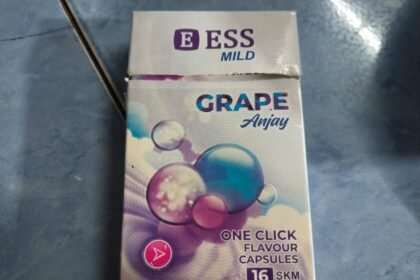 E ESS
MILD
GRAPE
Anjay
ONE CLICK
FLAVOUR
CAPSULES
16 SKM